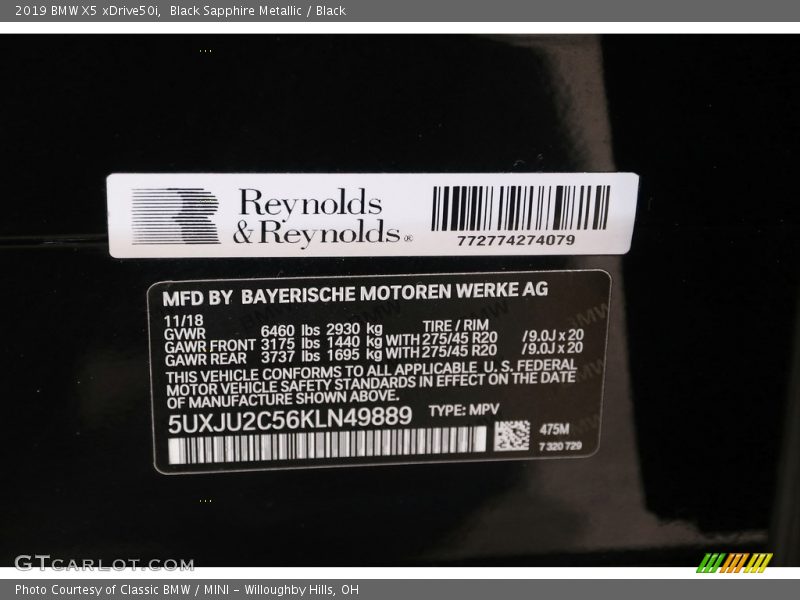 2019 BMW X5 xDrive50i, Black Sapphire Metallic / Black
Reynolds
&Reynolds®
772774274079
MFD BY BAYERISCHE MOTOREN WERKE AG
11/18
GVWR 6460 lbs 2930 kg TIRE / RIM
GAWR FRONT 3175 lbs 1440 kg WITH 275/45 R20 /9.0J x 20
GAWR REAR 3737 lbs 1695 kg WITH 275/45 R20 /9.0J x 20
THIS VEHICLE CONFORMS TO ALL APPLICABLE U. S. FEDERAL
MOTOR VEHICLE SAFETY STANDARDS IN EFFECT ON THE DATE
OF MANUFACTURE SHOWN ABOVE.
5UXJU2C56KLN49889 TYPE: MPV
475M
7 320 729
GTCARLOT.COM
Photo Courtesy of Classic BMW / MINI - Willoughby Hills, OH